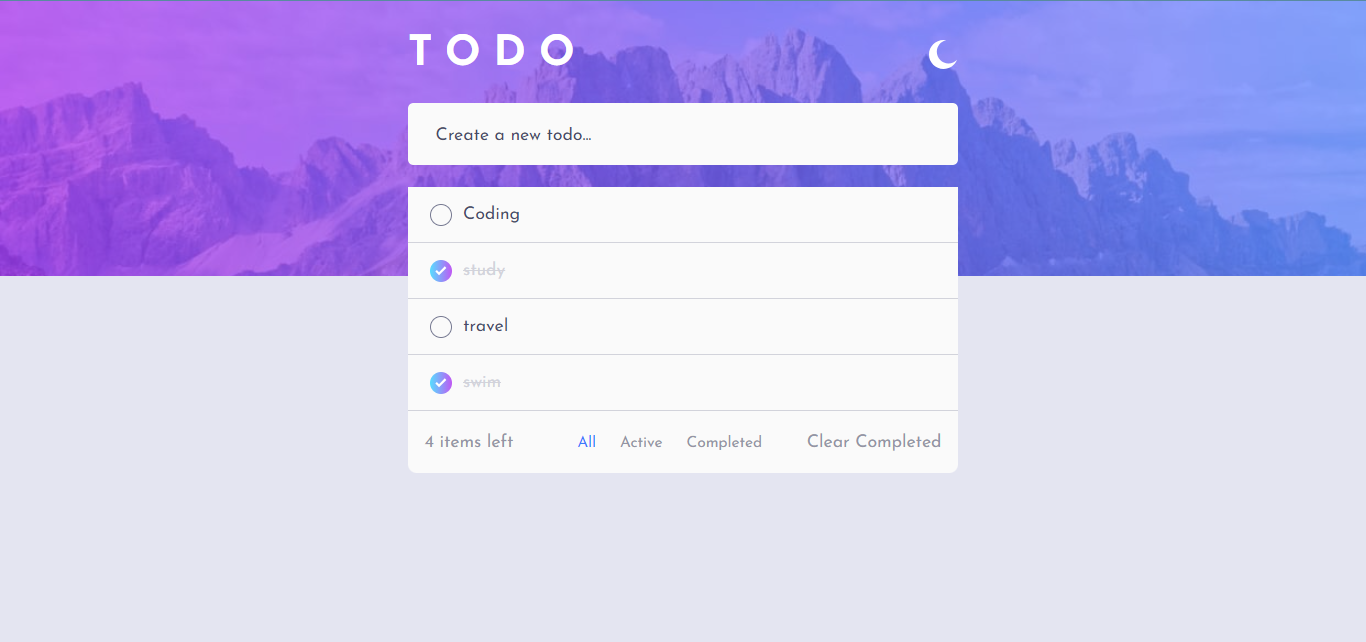 TODO
Create a new todo...
Coding
study
travel
swim
4 items left All Active Completed Clear Completed